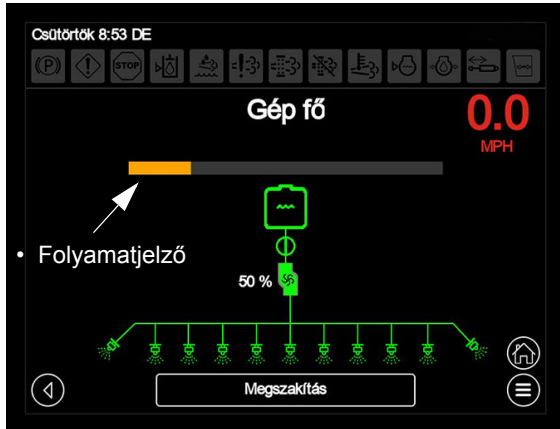 Csütörtök 8:53 DE
(P)
STOP
Gép fő
0.0
MPH
• Folyamatjelző
50 %
Megszakítás